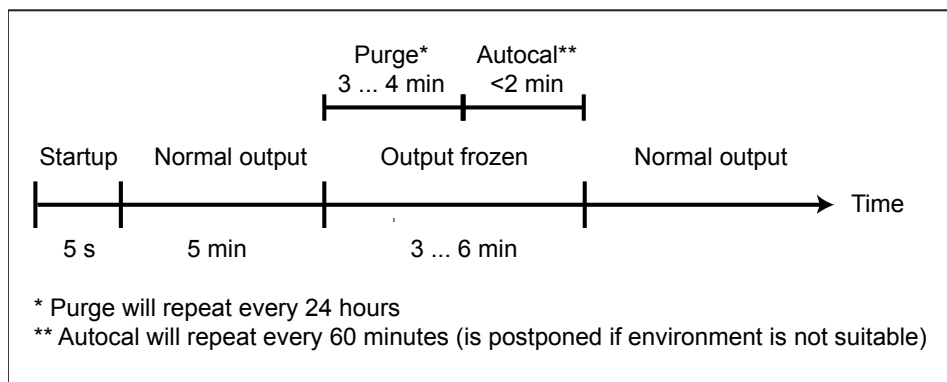 Purge* Autocal**
3 ... 4 min <2 min
Startup Normal output Output frozen Normal output
Time
5 s 5 min 3 ... 6 min
* Purge will repeat every 24 hours
** Autocal will repeat every 60 minutes (is postponed if environment is not suitable)